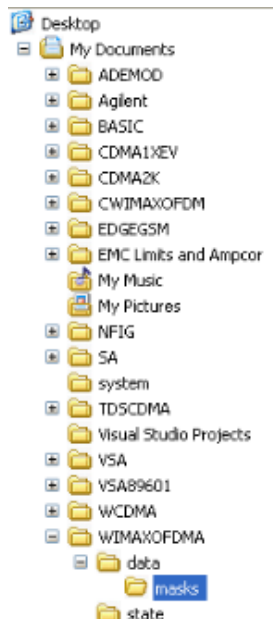 Desktop
My Documents
ADEMOD
Agilent
BASIC
CDMA1XEV
CDMA2K
CWIMAXOFDM
EDGEGSM
EMC Limits and Ampcor
My Music
My Pictures
NFIG
SA
system
TDSCDMA
Visual Studio Projects
VSA
VSA89601
WCDMA
WIMAXOFDMA
data
masks
state